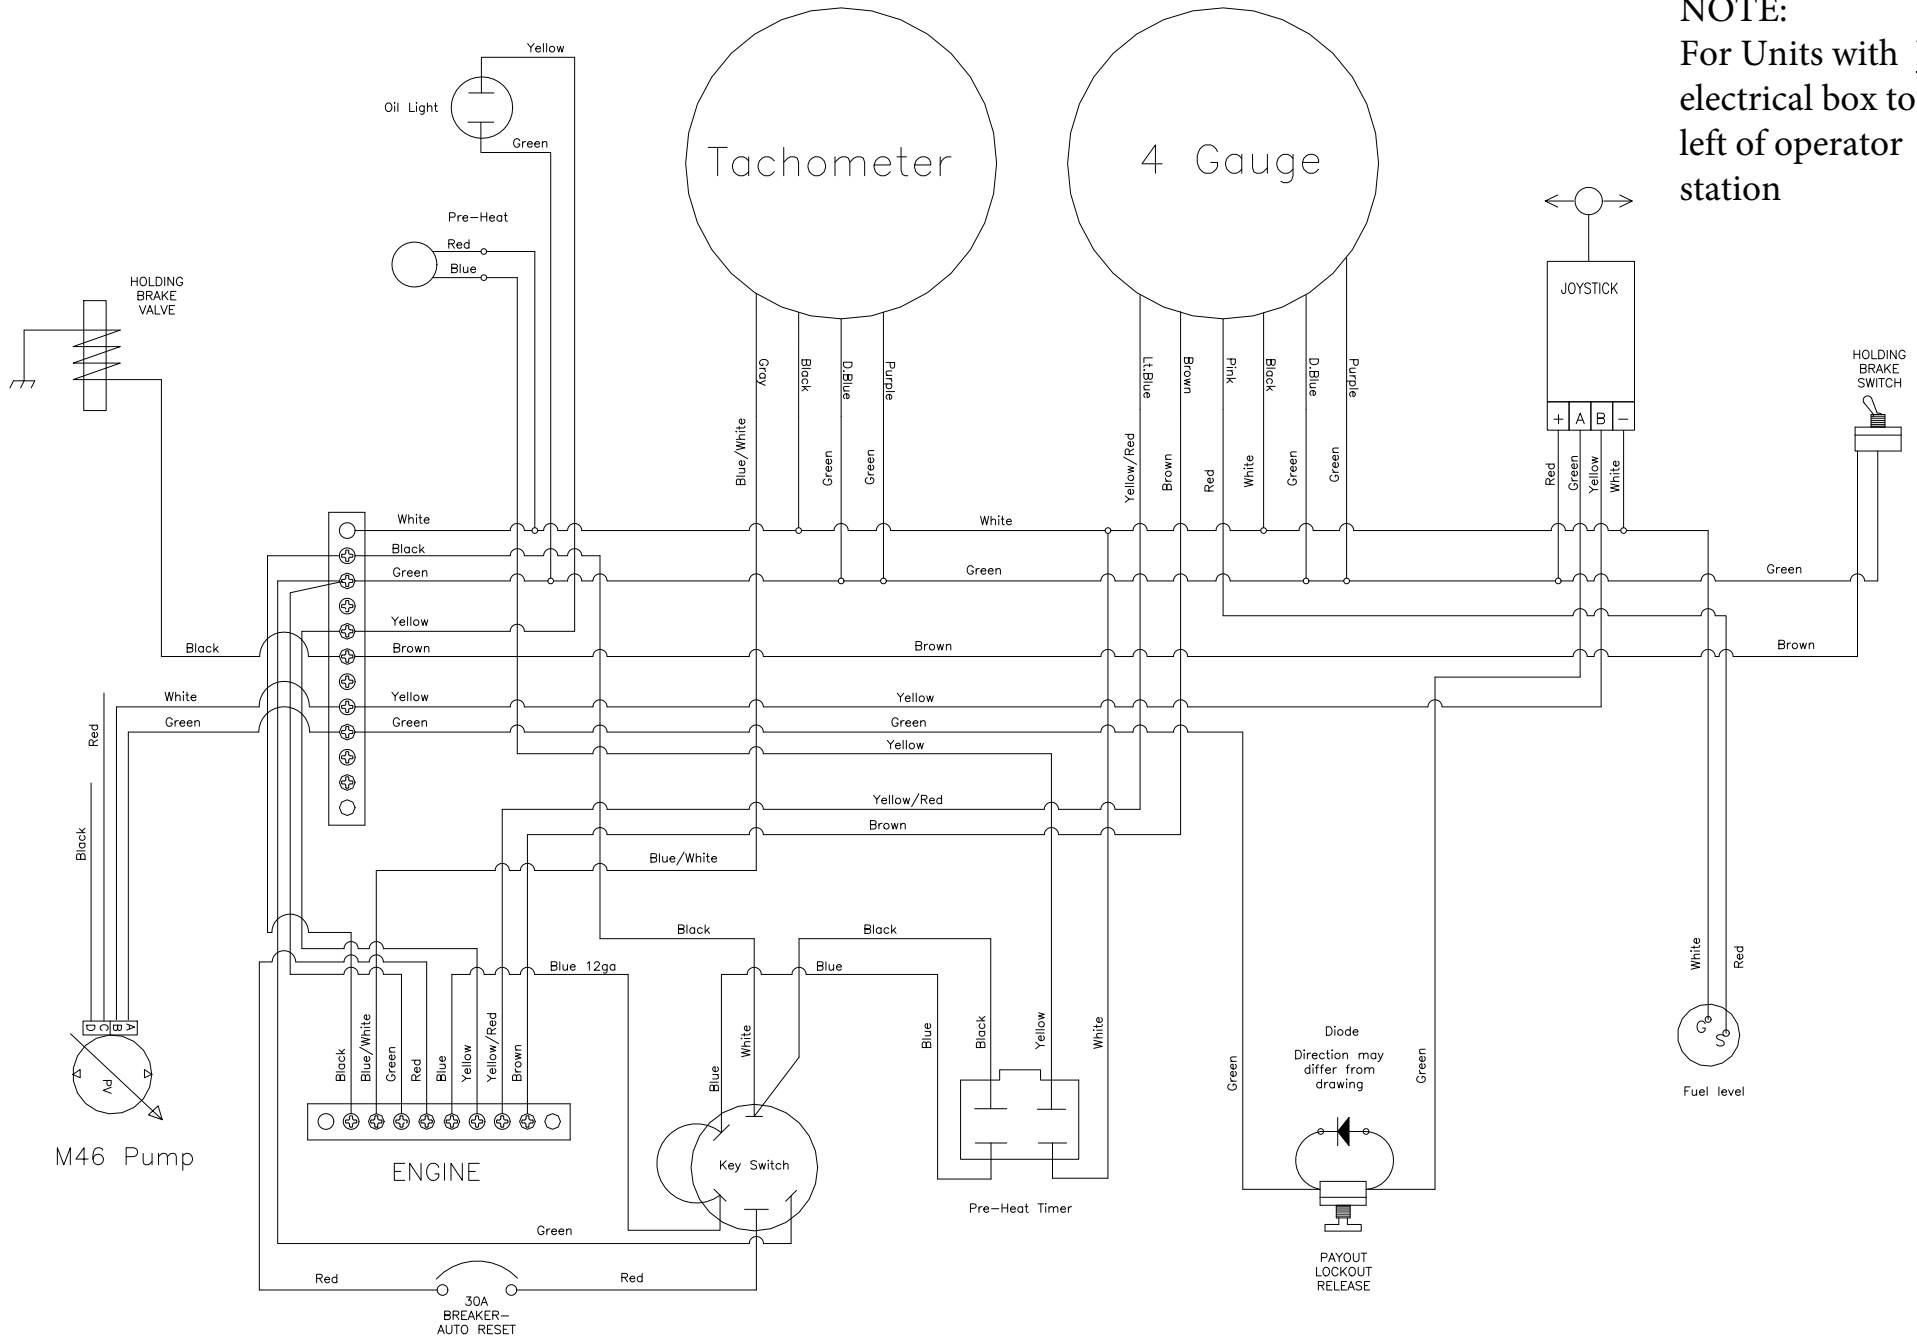 NOTE:
For Units with
electrical box to
left of operator
station
Yellow
Oil Light
Green
Tachometer
4 Gauge
Pre-Heat
Red
Blue
HOLDING
BRAKE
VALVE
JOYSTICK
+ A B -
HOLDING
BRAKE
SWITCH
Gray
Black
D.Blue
Purple
Lt.Blue
Brown
Pink
Black
D.Blue
Purple
Blue/White
Green
Green
Yellow/Red
Brown
Red
White
Green
Green
Red
Green
Yellow
White
White
White
Black
Green
Green
Green
Yellow
Black
Brown
Brown
Brown
White
Yellow
Yellow
Green
Green
Green
Yellow
Red
Black
Yellow/Red
Brown
Blue/White
Black
Black
Blue 12ga
Blue
White
Red
Black
Blue/White
Green
Red
Blue
Yellow
Yellow/Red
Brown
Blue
White
Blue
Black
Yellow
White
Green
Green
D C B A
PV
M46 Pump
ENGINE
Key Switch
Pre-Heat Timer
Diode
Direction may
differ from
drawing
G
S
Fuel level
Green
Red
Red
30A
BREAKER-
AUTO RESET
PAYOUT
LOCKOUT
RELEASE